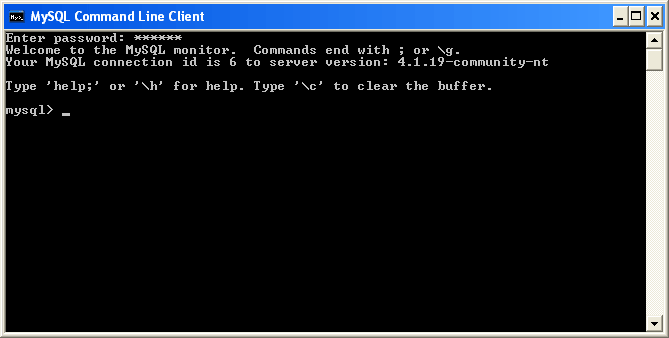 MySQL Command Line Client
Enter password: ******
Welcome to the MySQL monitor.  Commands end with ; or \g.
Your MySQL connection id is 6 to server version: 4.1.19-community-nt
Type 'help;' or '\h' for help. Type '\c' to clear the buffer.
mysql> _